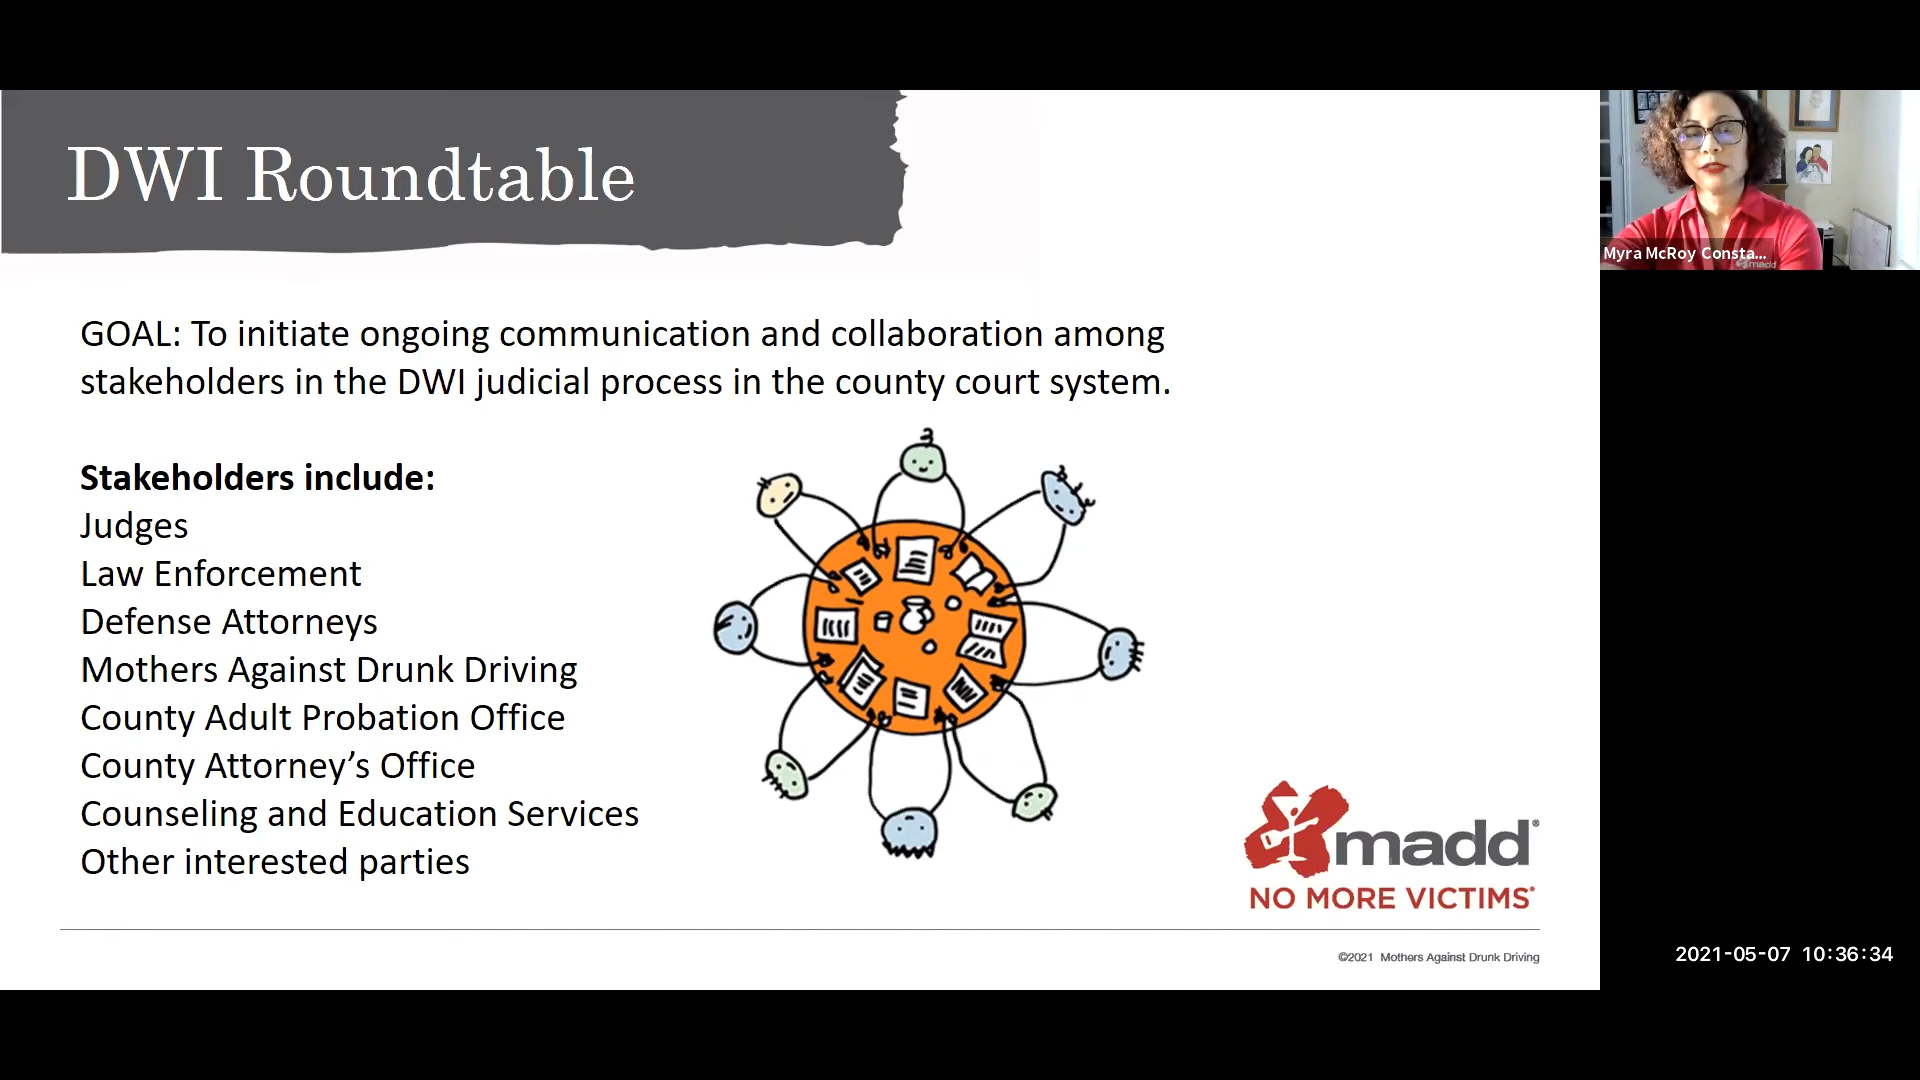 DWI Roundtable
Myra McRoy Consta...
madd
GOAL: To initiate ongoing communication and collaboration among
stakeholders in the DWI judicial process in the county court system.
Stakeholders include:
Judges
Law Enforcement
Defense Attorneys
Mothers Against Drunk Driving
County Adult Probation Office
County Attorney’s Office
Counseling and Education Services
Other interested parties
madd®
NO MORE VICTIMS®
©2021 Mothers Against Drunk Driving
2021-05-07 10:36:34